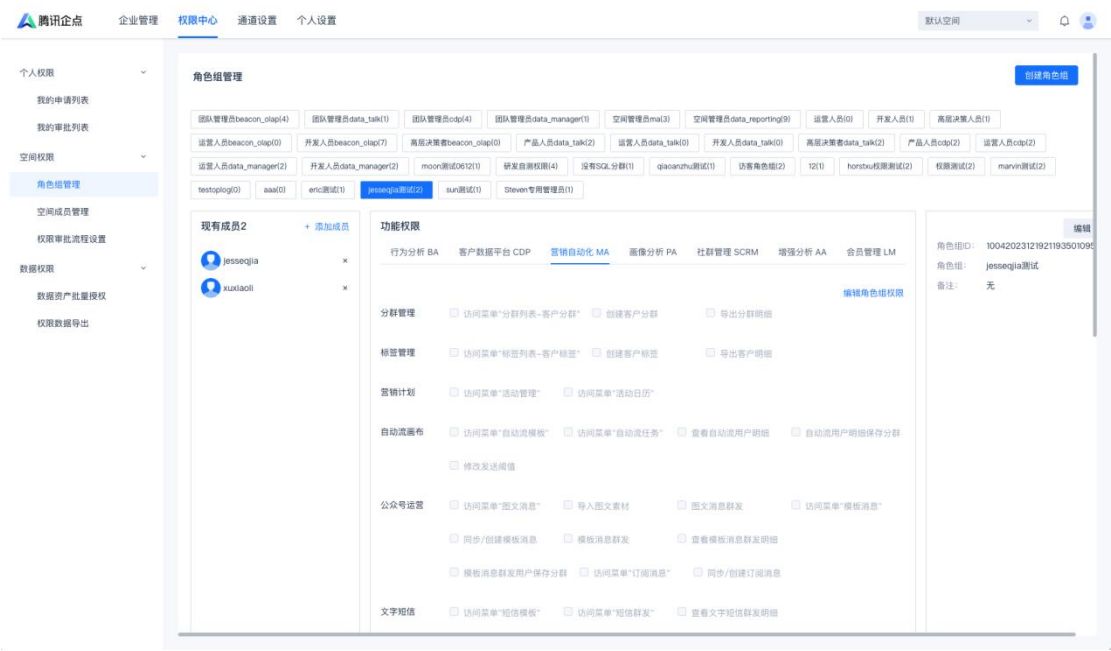 腾讯企点 企业管理 权限中心 通道设置 个人设置 默认空间
个人权限
我的申请列表
我的审批列表
空间权限
角色组管理
空间成员管理
权限审批流程设置
数据权限
数据资产批量授权
权限数据导出
角色组管理 创建角色组
团队管理员beacon_olap(4) 团队管理员data_talk(1) 团队管理员cdp(4) 团队管理员data_manager(1) 空间管理员ma(3) 空间管理员data_reporting(9) 运营人员(0) 开发人员(1) 高层决策人员(1)
运营人员beacon_olap(0) 开发人员beacon_olap(7) 高层决策者beacon_olap(0) 产品人员data_talk(2) 运营人员data_talk(0) 开发人员data_talk(0) 高层决策者data_talk(2) 产品人员cdp(2) 运营人员cdp(2)
运营人员data_manager(2) 开发人员data_manager(2) moon测试0612(1) 研发自测权限(4) 没有SQL分群(1) qiaoanzhu测试(1) 访客角色组(2) 12(1) horstxu权限测试(2) 权限测试(2) marvin测试(2)
testoplog(0) aaa(0) eric测试(1) jesseqjia测试(2) sun测试(1) Steven专用管理员(1)
现有成员2 + 添加成员
jesseqjia ×
xuxiaoli ×
功能权限
行为分析 BA 客户数据平台 CDP 营销自动化 MA 画像分析 PA 社群管理 SCRM 增强分析 AA 会员管理 LM
编辑角色组权限
分群管理 访问菜单"分群列表-客户分群" 创建客户分群 导出分群明细
标签管理 访问菜单"标签列表-客户标签" 创建客户标签 导出客户明细
营销计划 访问菜单"活动管理" 访问菜单"活动日历"
自动流画布 访问菜单"自动流模板" 访问菜单"自动流任务" 查看自动流用户明细 自动流用户明细保存分群
修改发送阈值
公众号运营 访问菜单"图文消息" 导入图文素材 图文消息群发 访问菜单"模板消息"
同步/创建模板消息 模板消息群发 查看模板消息群发明细
模板消息群发用户保存分群 访问菜单"订阅消息" 同步/创建订阅消息
文字短信 访问菜单"短信模板" 访问菜单"短信群发" 查看文字短信群发明细
编辑
角色组ID: 10042023121921193501095
角色组: jesseqjia测试
备注: 无